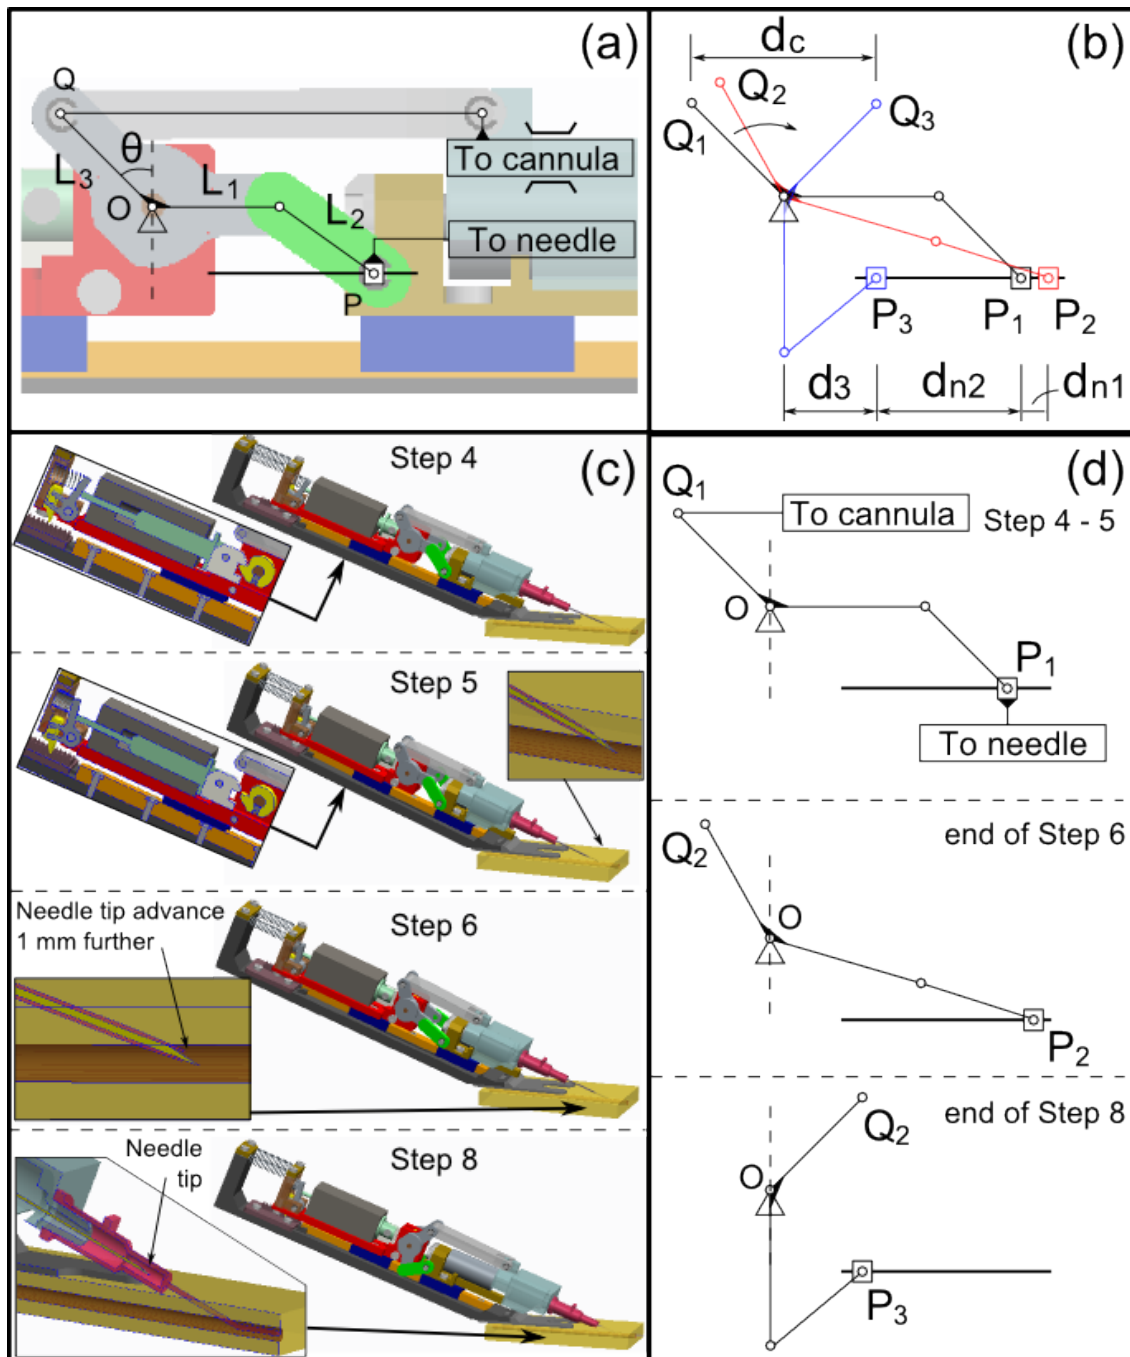 (a)
Q
θ
To cannula
L3
L1
O
L2
To needle
P
(b)
dc
Q2
Q1
Q3
P3
P1
P2
d3
dn2
dn1
(c)
Step 4
Step 5
Needle tip advance
1 mm further
Step 6
Needle
tip
Step 8
(d)
Q1
To cannula
Step 4 - 5
O
P1
To needle
end of Step 6
Q2
O
P2
end of Step 8
Q2
O
P3